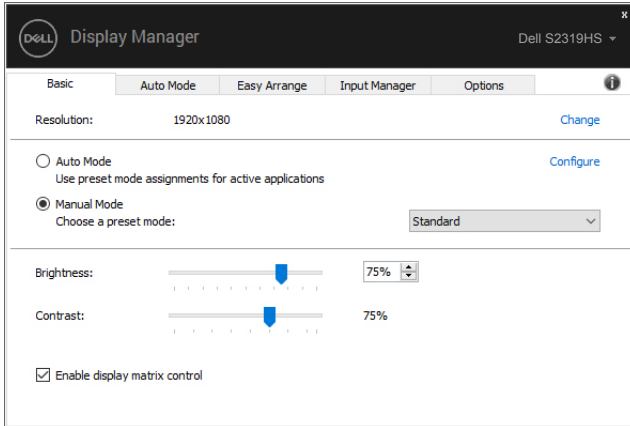 x
DELL Display Manager Dell S2319HS
Basic Auto Mode Easy Arrange Input Manager Options i
Resolution: 1920x1080 Change
Auto Mode Configure
Use preset mode assignments for active applications
Manual Mode
Choose a preset mode: Standard
Brightness: 75%
Contrast: 75%
Enable display matrix control